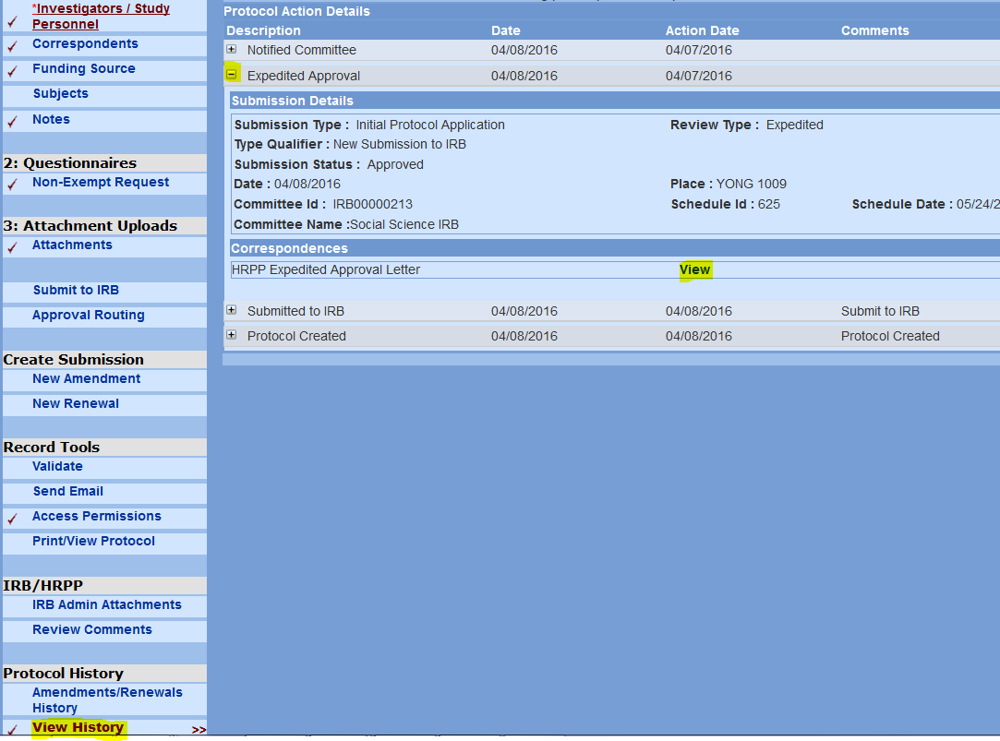 *Investigators / Study
Personnel
Correspondents
Funding Source
Subjects
Notes
2: Questionnaires
Non-Exempt Request
3: Attachment Uploads
Attachments
Submit to IRB
Approval Routing
Create Submission
New Amendment
New Renewal
Record Tools
Validate
Send Email
Access Permissions
Print/View Protocol
IRB/HRPP
IRB Admin Attachments
Review Comments
Protocol History
Amendments/Renewals
History
View History >>
Protocol Action Details
Description Date Action Date Comments
Notified Committee 04/08/2016 04/07/2016
Expedited Approval 04/08/2016 04/07/2016
Submission Details
Submission Type : Initial Protocol Application Review Type : Expedited
Type Qualifier : New Submission to IRB
Submission Status : Approved
Date : 04/08/2016 Place : YONG 1009
Committee Id : IRB00000213 Schedule Id : 625 Schedule Date : 05/24/2
Committee Name :Social Science IRB
Correspondences
HRPP Expedited Approval Letter View
Submitted to IRB 04/08/2016 04/08/2016 Submit to IRB
Protocol Created 04/08/2016 04/08/2016 Protocol Created